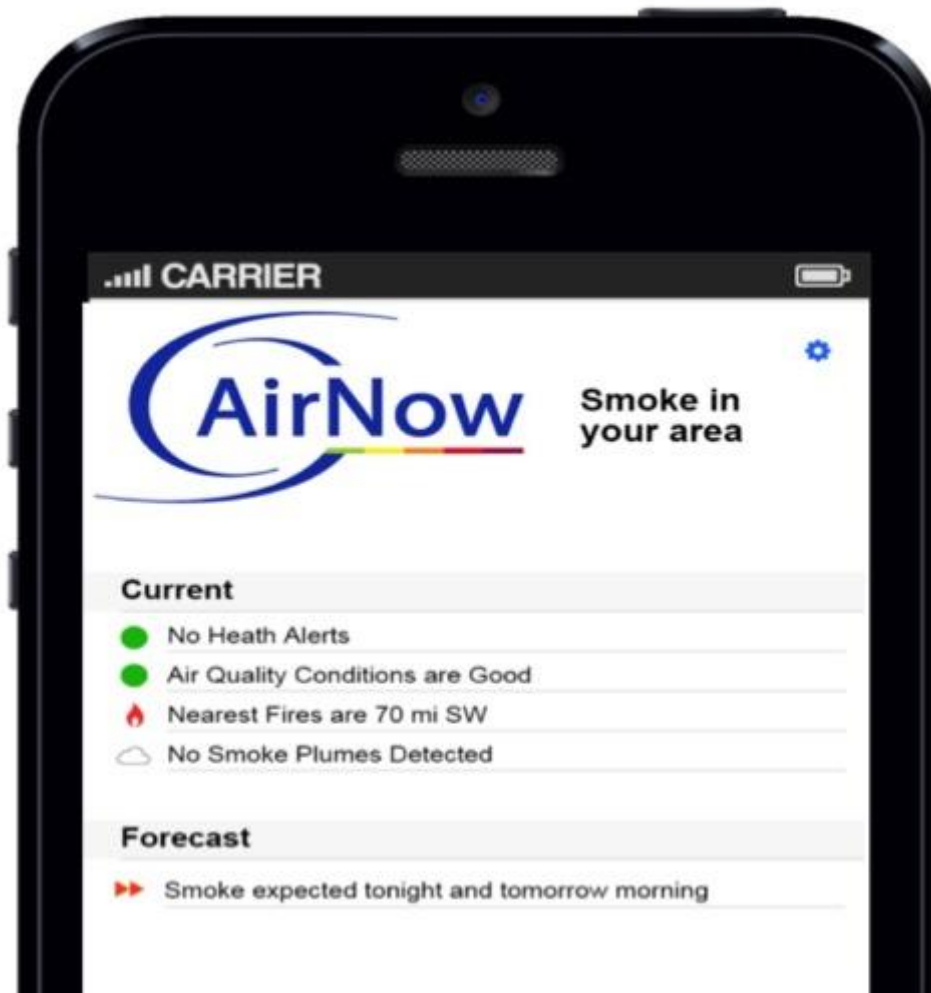 CARRIER
AirNow
Smoke in
your area
Current
No Heath Alerts
Air Quality Conditions are Good
Nearest Fires are 70 mi SW
No Smoke Plumes Detected
Forecast
Smoke expected tonight and tomorrow morning